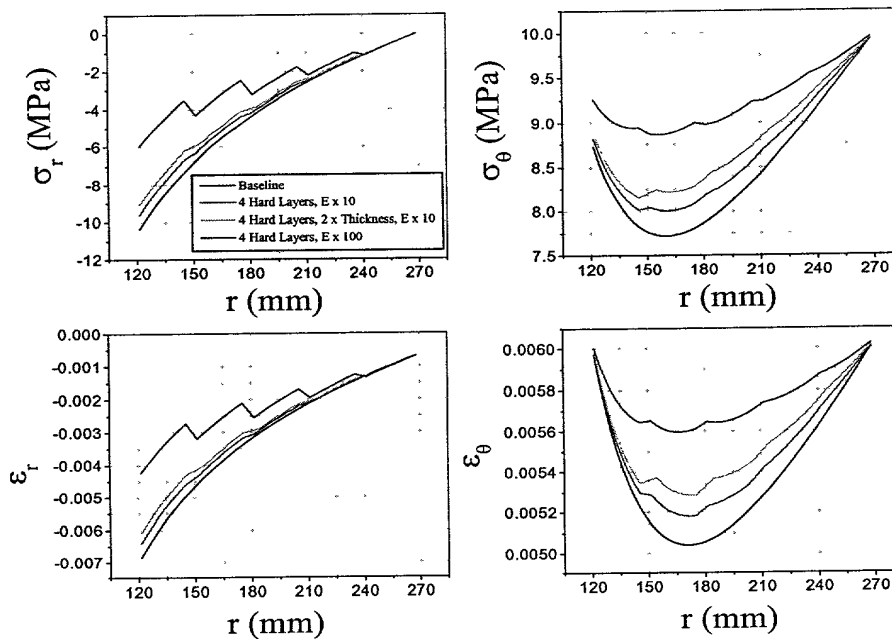 σr (MPa)
0
-2
-4
-6
-8
-10
-12
Baseline
4 Hard Layers, E x 10
4 Hard Layers, 2 x Thickness, E x 10
4 Hard Layers, E x 100
120 150 180 210 240 270
r (mm)
σθ (MPa)
10.0
9.5
9.0
8.5
8.0
7.5
120 150 180 210 240 270
r (mm)
εr
0.000
-0.001
-0.002
-0.003
-0.004
-0.005
-0.006
-0.007
120 150 180 210 240 270
r (mm)
εθ
0.0060
0.0058
0.0056
0.0054
0.0052
0.0050
120 150 180 210 240 270
r (mm)